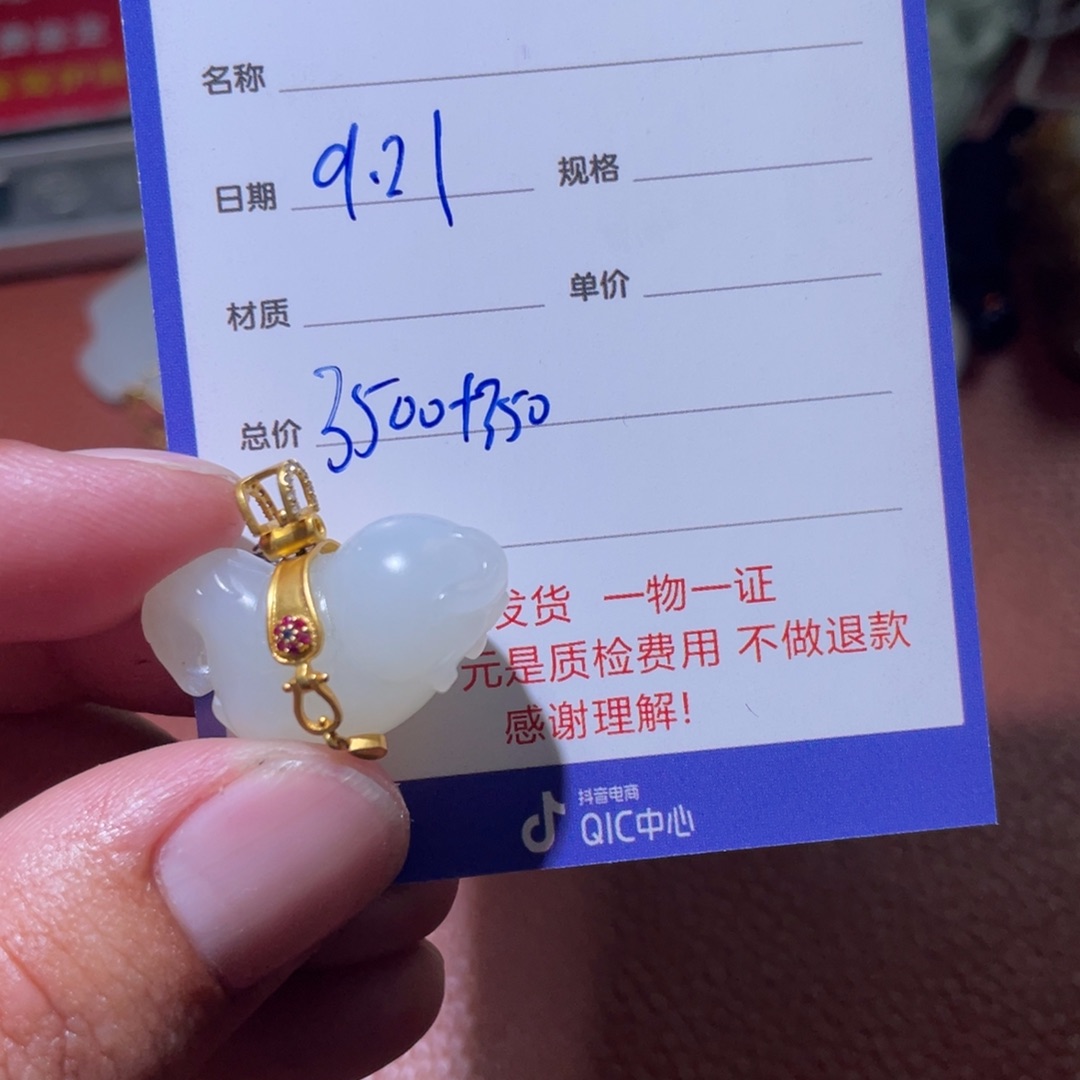 名称
日期 9.21 规格
材质 单价
总价 3500+350
发货 一物一证
元是质检费用 不做退款
感谢理解!
抖音电商
QIC中心